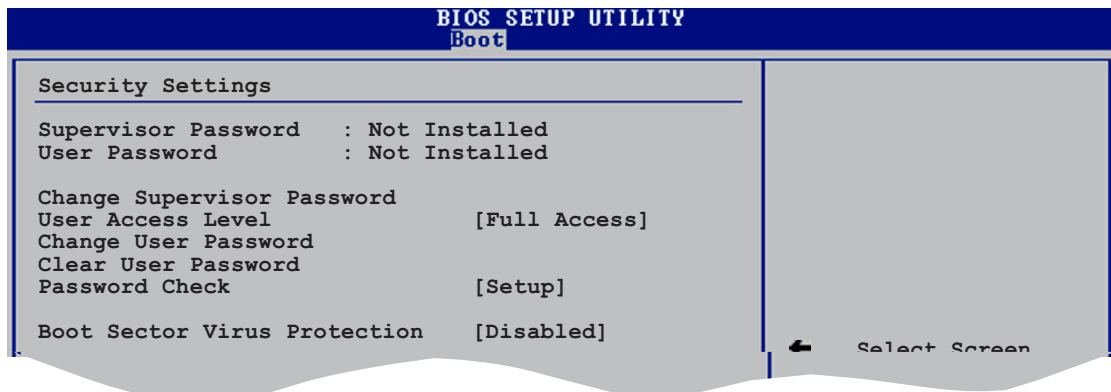 BIOS SETUP UTILITY
Boot
Security Settings
Supervisor Password : Not Installed
User Password : Not Installed
Change Supervisor Password
User Access Level [Full Access]
Change User Password
Clear User Password
Password Check [Setup]
Boot Sector Virus Protection [Disabled]
Select Screen